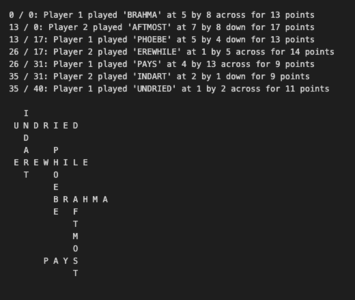 0 / 0: Player 1 played 'BRAHMA' at 5 by 8 across for 13 points
13 / 0: Player 2 played 'AFTMOST' at 7 by 8 down for 17 points
13 / 17: Player 1 played 'PHOEBE' at 5 by 4 down for 13 points
26 / 17: Player 2 played 'EREWHILE' at 1 by 5 across for 14 points
26 / 31: Player 1 played 'PAYS' at 4 by 13 across for 9 points
35 / 31: Player 2 played 'INDART' at 2 by 1 down for 9 points
35 / 40: Player 1 played 'UNDRIED' at 1 by 2 across for 11 points
I
U N D R I E D
D
A P
E R E W H I L E
T O
E
B R A H M A
E F
T
M
O
P A Y S
T